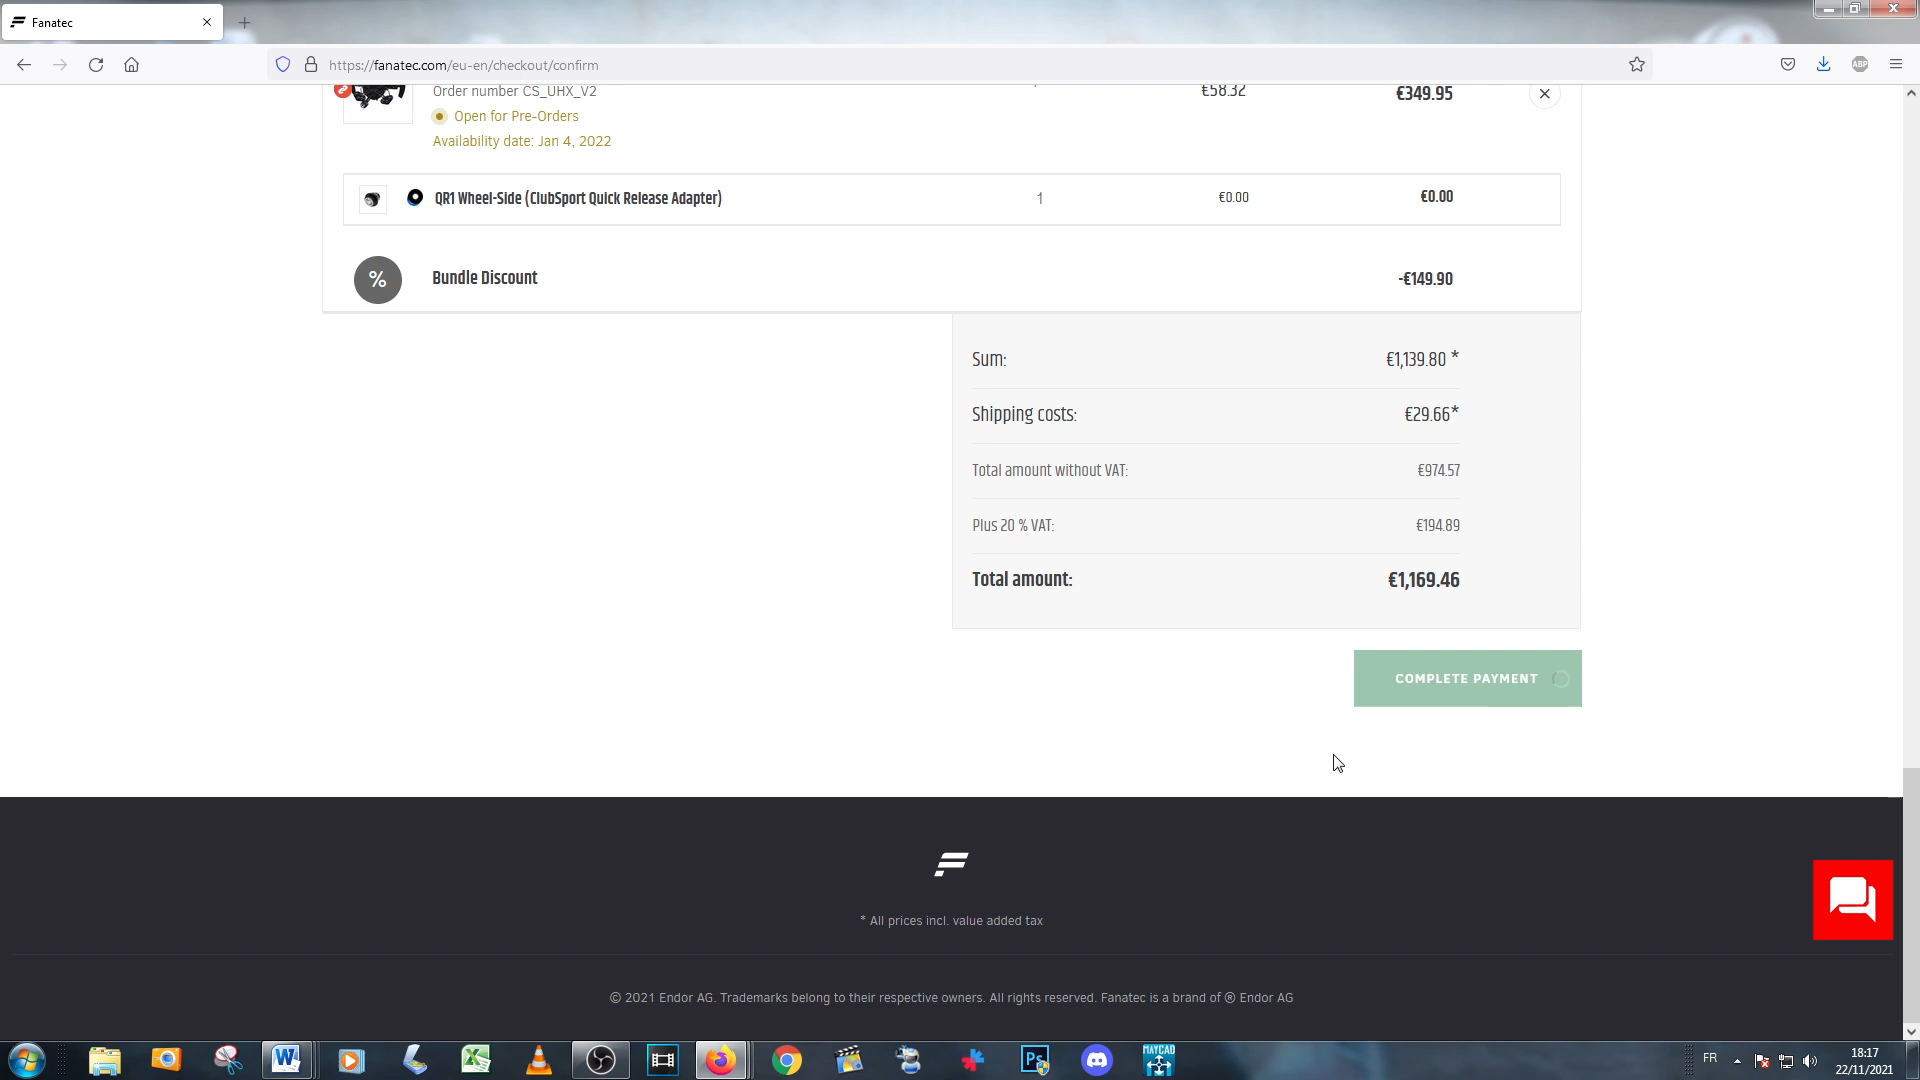 Fanatec
https://fanatec.com/eu-en/checkout/confirm
ABP
Order number CS_UHX_V2
€58.32
€349.95
Open for Pre-Orders
Availability date: Jan 4, 2022
QR1 Wheel-Side (ClubSport Quick Release Adapter)
1
€0.00
€0.00
%
Bundle Discount
-€149.90
Sum:
€1,139.80 *
Shipping costs:
€29.66*
Total amount without VAT:
€974.57
Plus 20 % VAT:
€194.89
Total amount:
€1,169.46
COMPLETE PAYMENT
* All prices incl. value added tax
© 2021 Endor AG. Trademarks belong to their respective owners. All rights reserved. Fanatec is a brand of ® Endor AG
W
Ps
MAYCAD
FR
18:17
22/11/2021